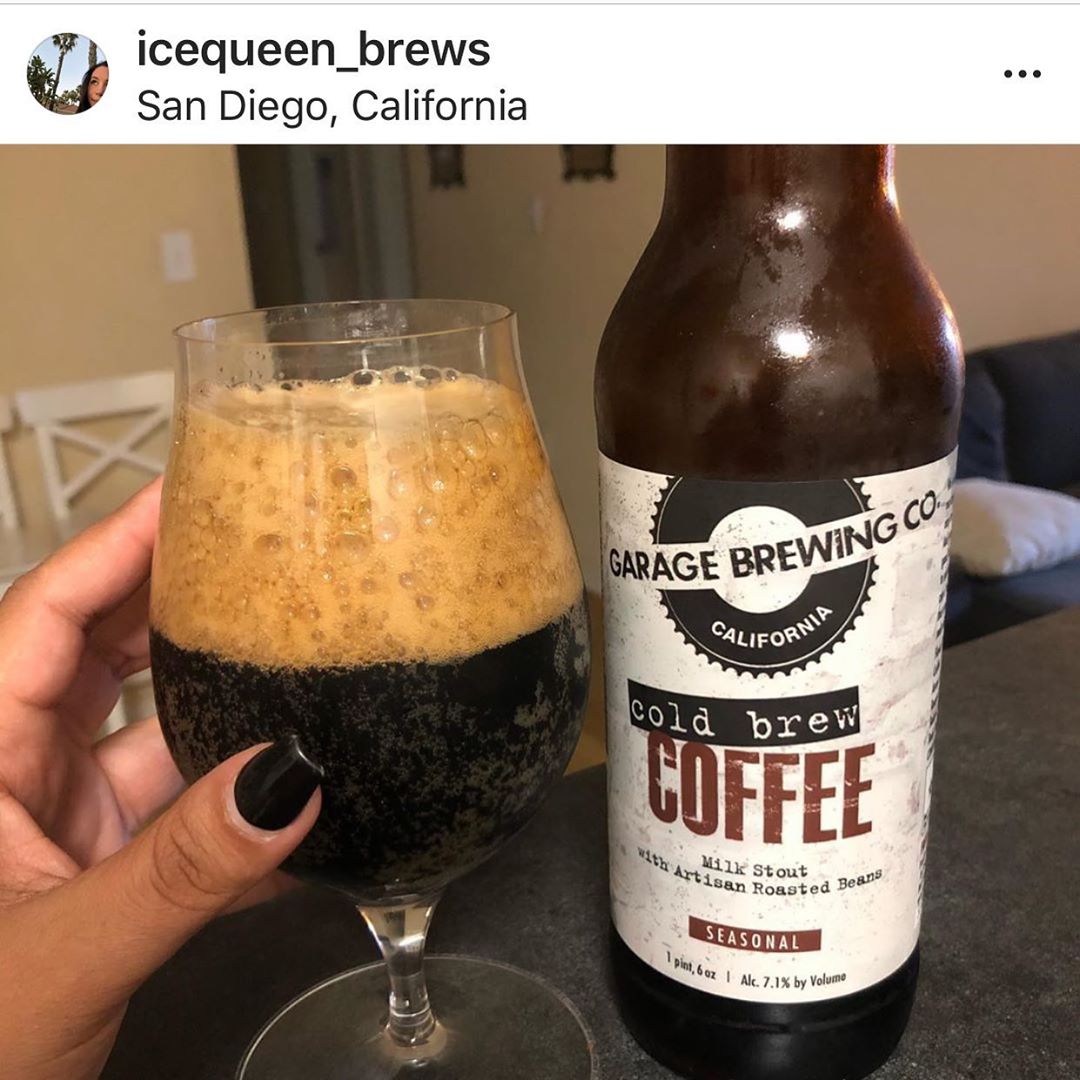 icequeen_brews
San Diego, California
GARAGE BREWING CO.
CALIFORNIA
cold brew
COFFEE
Milk Stout
with Artisan Roasted Beans
SEASONAL
1 pint, 6 oz | Alc. 7.1% by Volume